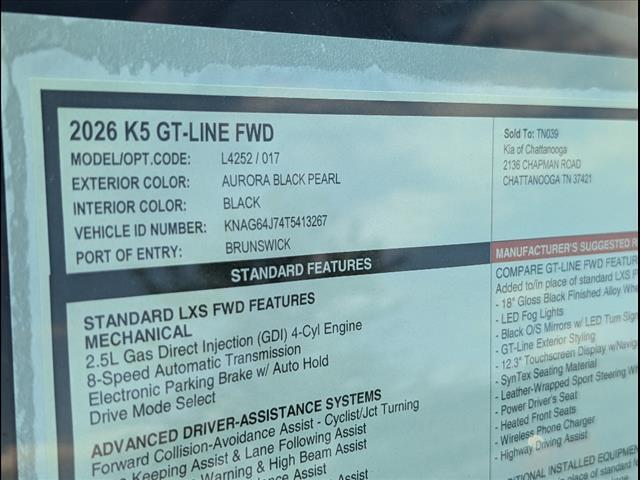 2026 K5 GT-LINE FWD
MODEL/OPT.CODE: L4252 / 017
EXTERIOR COLOR: AURORA BLACK PEARL
INTERIOR COLOR: BLACK
VEHICLE ID NUMBER: KNAG64J74T5413267
PORT OF ENTRY: BRUNSWICK
Sold To: TN039
Kia of Chattanooga
2136 CHAPMAN ROAD
CHATTANOOGA TN 37421
STANDARD FEATURES
STANDARD LXS FWD FEATURES
MECHANICAL
2.5L Gas Direct Injection (GDI) 4-Cyl Engine
8-Speed Automatic Transmission
Electronic Parking Brake w/ Auto Hold
Drive Mode Select
ADVANCED DRIVER-ASSISTANCE SYSTEMS
Forward Collision-Avoidance Assist - Cyclist/Jct Turning
Keeping Assist & Lane Following Assist
Warning & High Beam Assist
Assist
MANUFACTURER'S SUGGESTED
COMPARE GT-LINE FWD
Added to/in place of standard LXS
- 18" Gloss Black Finished Alloy
- LED Fog Lights
- Black O/S Mirrors w/ LED Turn
- GT-Line Exterior Styling
- 12.3" Touchscreen Display
- SynTex Seating Material
- Leather-Wrapped Sport Steering
- Power Driver's Seat
- Heated Front Seats
- Wireless Phone Charger
- Highway Driving Assist
INSTALLED
in place of standard